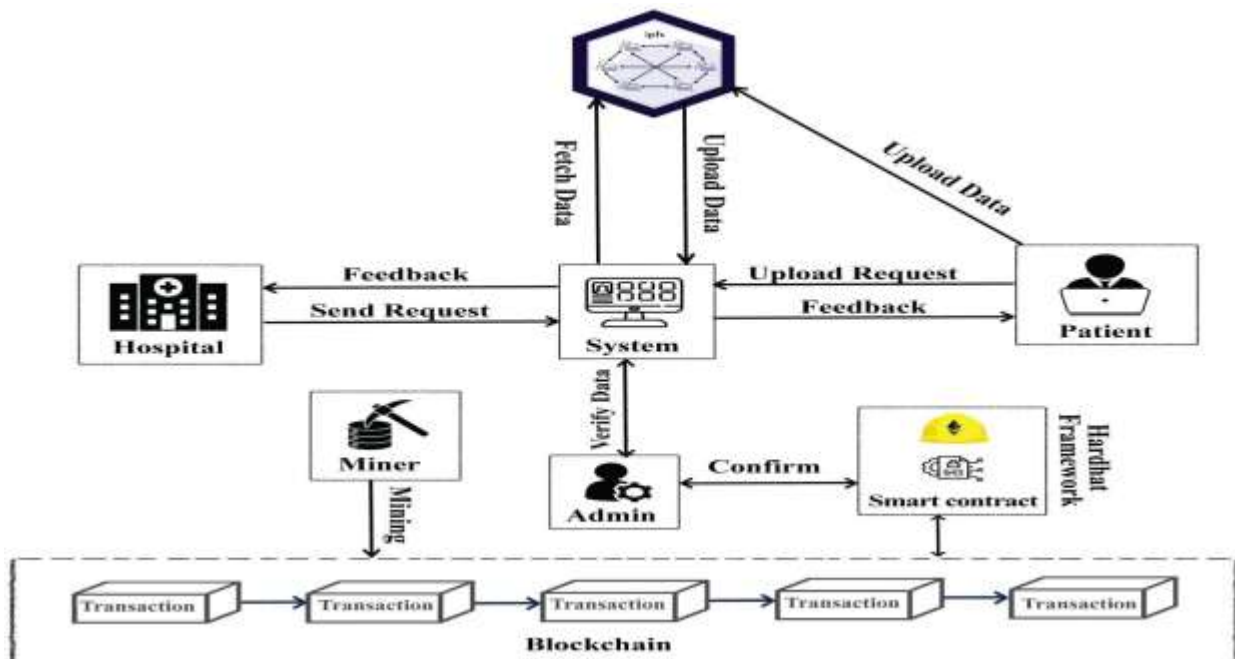 ipfs
Fetch Data
Upload Data
Upload Data
Feedback
Send Request
Hospital
System
Upload Request
Feedback
Patient
Verify Data
Miner
Mining
Admin
Confirm
Smart contract
Hardhat
Framework
Transaction
Transaction
Transaction
Transaction
Transaction
Blockchain